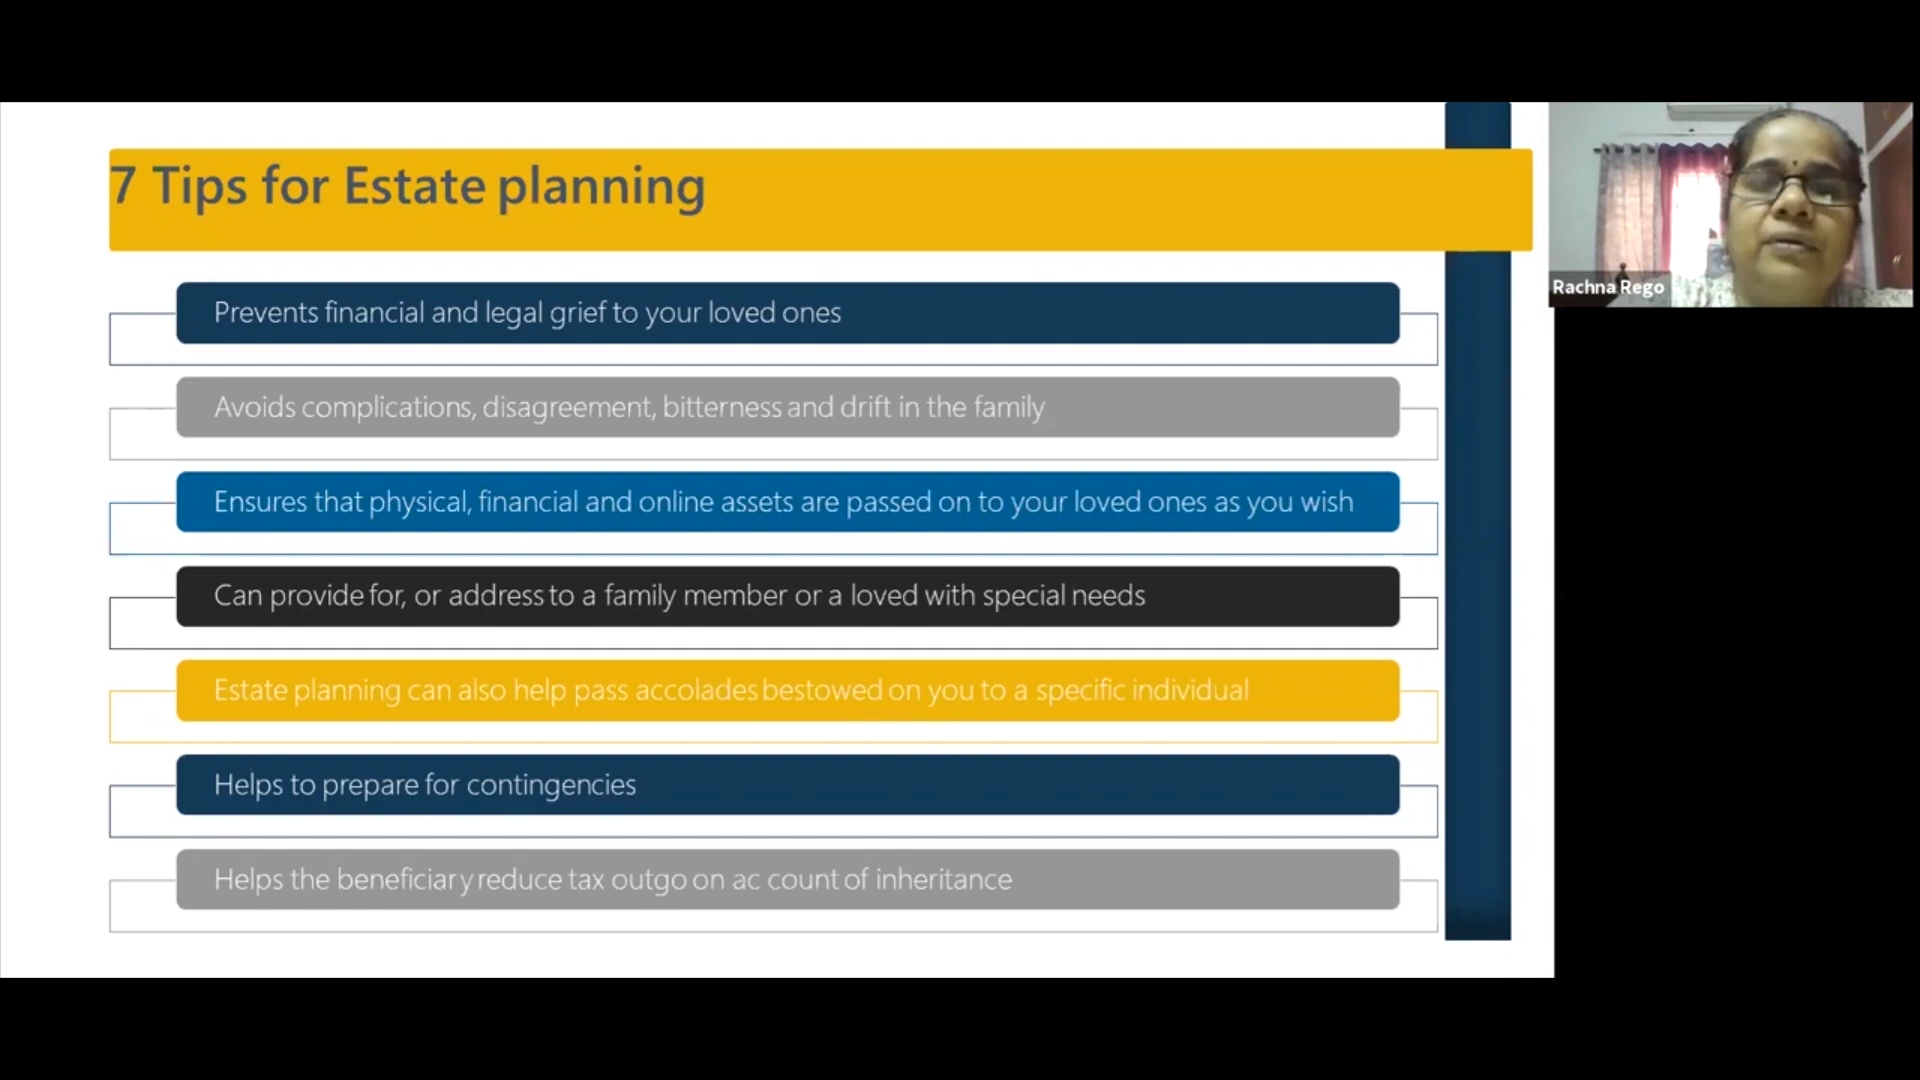 7 Tips for Estate planning
Prevents financial and legal grief to your loved ones
Avoids complications, disagreement, bitterness and drift in the family
Ensures that physical, financial and online assets are passed on to your loved ones as you wish
Can provide for, or address to a family member or a loved with special needs
Estate planning can also help pass accolades bestowed on you to a specific individual
Helps to prepare for contingencies
Helps the beneficiary reduce tax outgo on ac count of inheritance
Rachna Rego